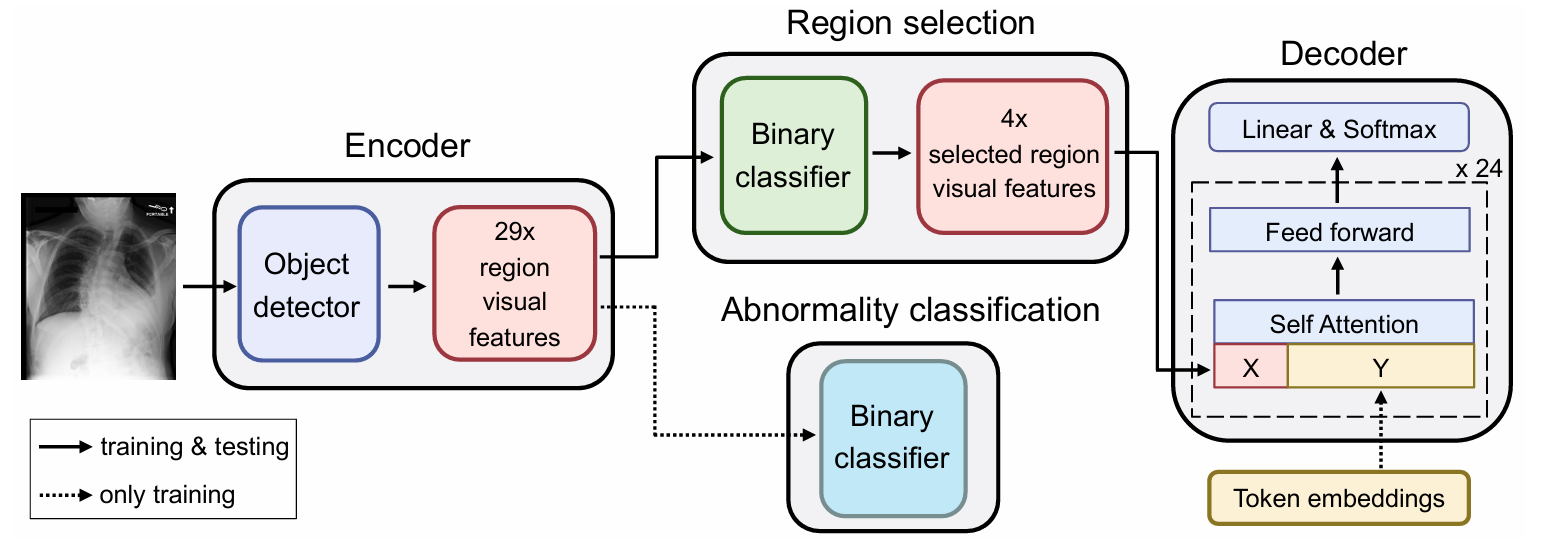 Region selection
Decoder
Encoder
Binary
classifier
4x
selected region
visual features
Linear & Softmax
x 24
Feed forward
Self Attention
X
Y
PORTABLE
Object
detector
29x
region
visual
features
Abnormality classification
Binary
classifier
training & testing
only training
Token embeddings